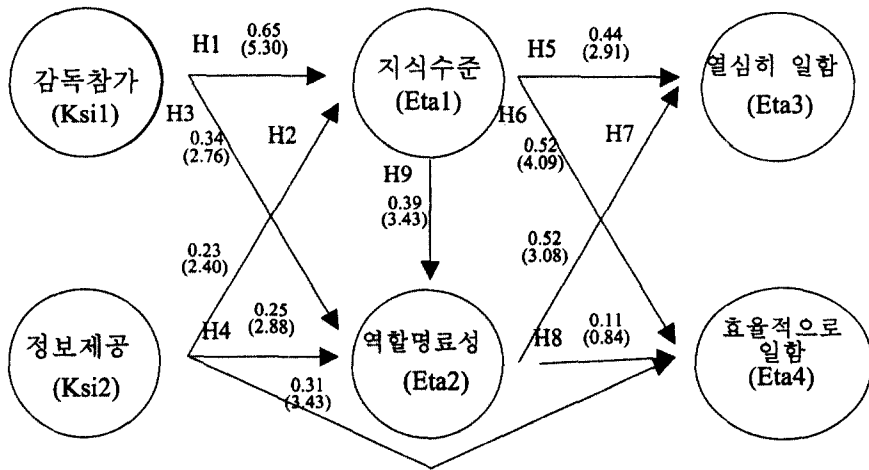 H1
0.65
(5.30)
H5
0.44
(2.91)
감독참가
(Ksi1)
지식수준
(Eta1)
열심히 일함
(Eta3)
H3
0.34
(2.76)
H2
H6
0.52
(4.09)
H7
H9
0.39
(3.43)
0.23
(2.40)
0.52
(3.08)
정보제공
(Ksi2)
H4
0.25
(2.88)
0.31
(3.43)
역할명료성
(Eta2)
H8
0.11
(0.84)
효율적으로
일함
(Eta4)